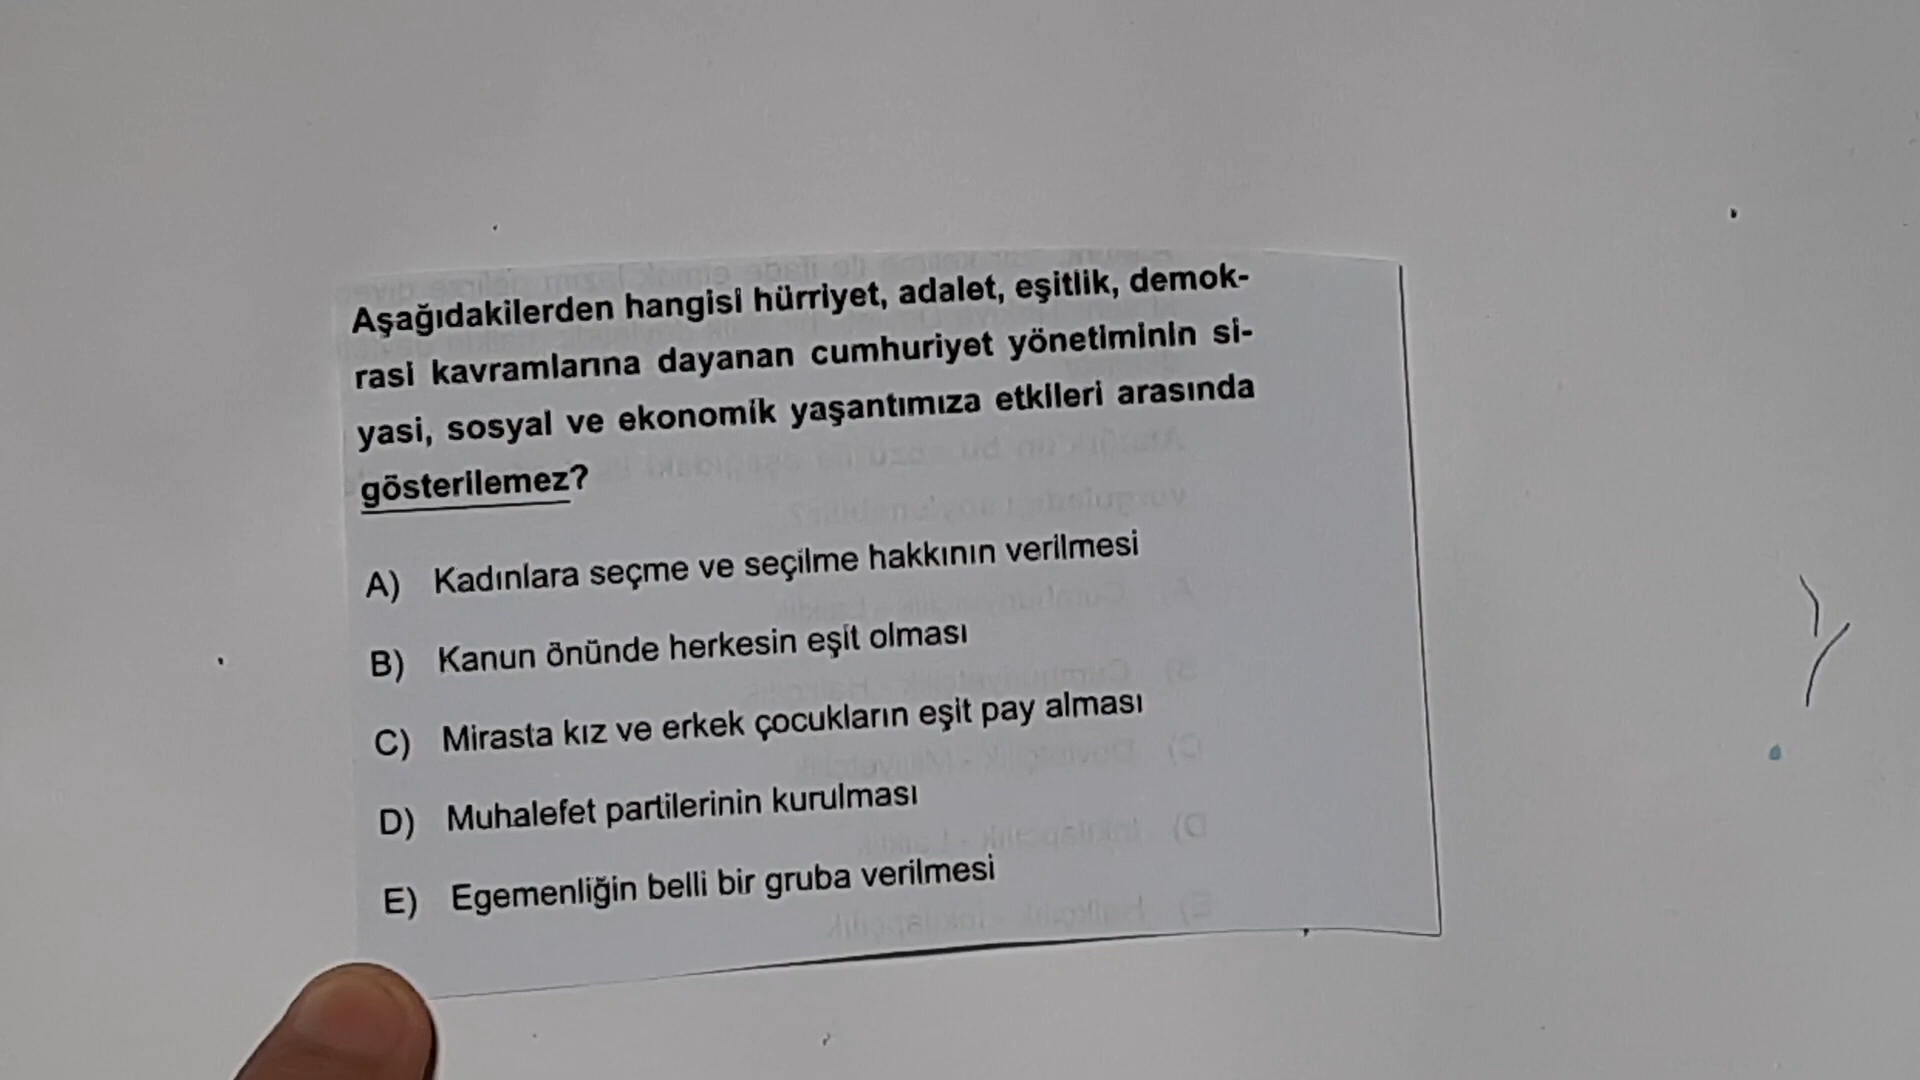 Aşağıdakilerden hangisi hürriyet, adalet, eşitlik, demok-
rasi kavramlarına dayanan cumhuriyet yönetiminin si-
yasi, sosyal ve ekonomik yaşantımıza etkileri arasında
gösterilemez?
A) Kadınlara seçme ve seçilme hakkının verilmesi
B) Kanun önünde herkesin eşit olması
C) Mirasta kız ve erkek çocukların eşit pay alması
D) Muhalefet partilerinin kurulması
E) Egemenliğin belli bir gruba verilmesi